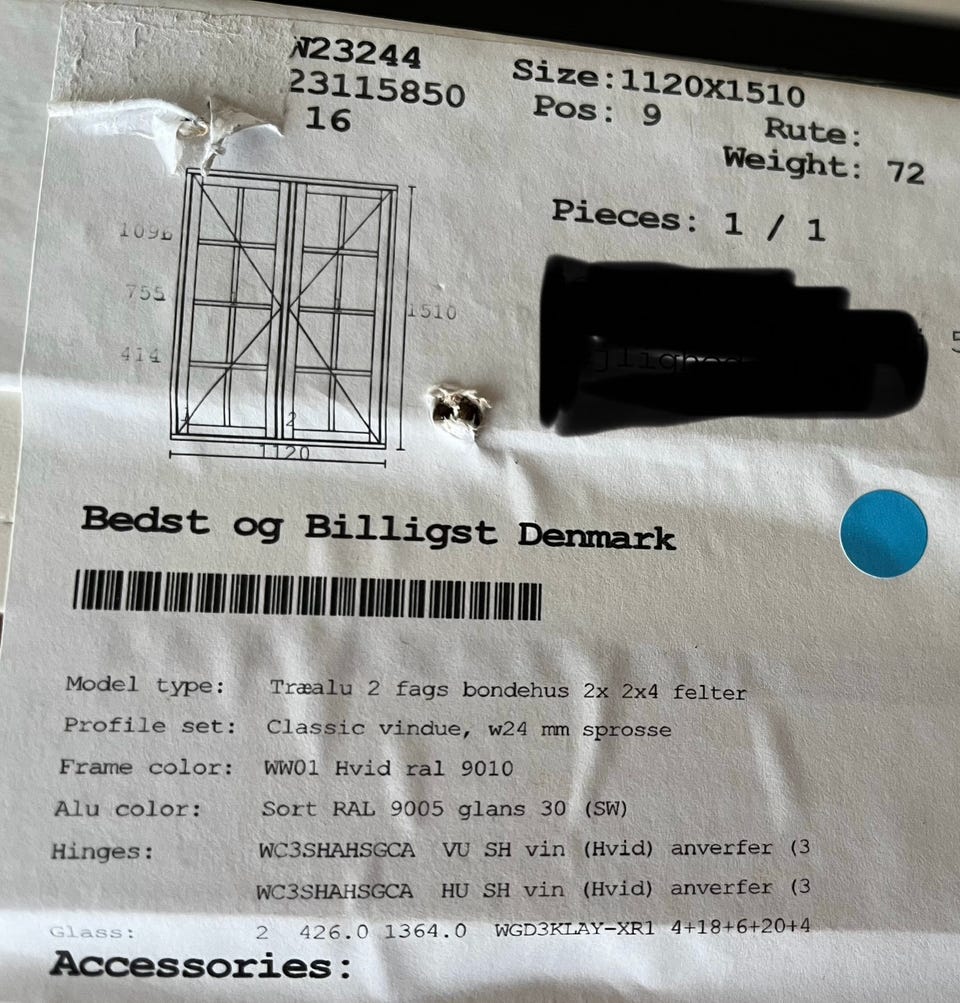 N23244
23115850
16
Size:1120X1510
Pos: 9
Rute:
Weight: 72
Pieces: 1 / 1
1096
755
414
1510
1
2
1120
5
Bedst og Billigst Denmark
Model type: Træalu 2 fags bondehus 2x 2x4 felter
Profile set: Classic vindue, w24 mm sprosse
Frame color: WW01 Hvid ral 9010
Alu color: Sort RAL 9005 glans 30 (SW)
Hinges: WC3SHAHSGCA VU SH vin (Hvid) anverfer (3
WC3SHAHSGCA HU SH vin (Hvid) anverfer (3
Glass: 2 426.0 1364.0 WGD3KLAY-XR1 4+18+6+20+4
Accessories: